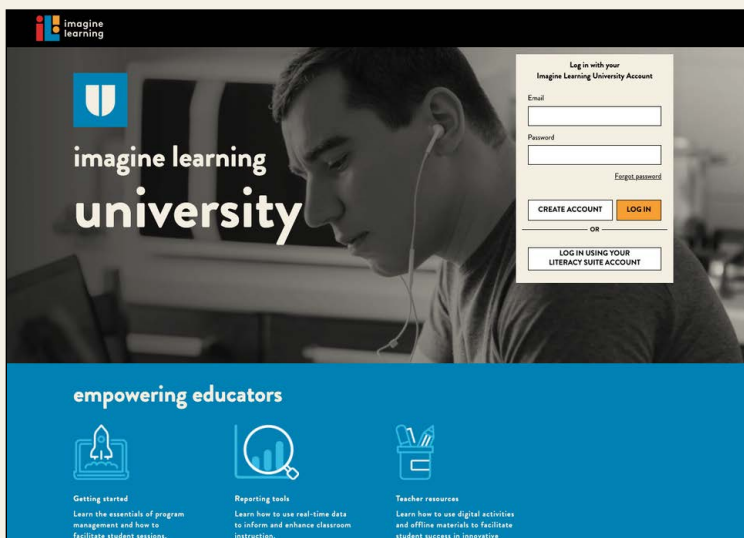 imagine
learning
imagine learning
university
Log in with your
Imagine Learning University Account
Email
Password
Forgot password
CREATE ACCOUNT
LOG IN
OR
LOG IN USING YOUR
LITERACY SUITE ACCOUNT
empowering educators
Getting started
Learn the essentials of program
management and how to
facilitate student sessions.
Reporting tools
Learn how to use real-time data
to inform and enhance classroom
instruction.
Teacher resources
Learn how to use digital activities
and offline materials to facilitate
student success in innovative